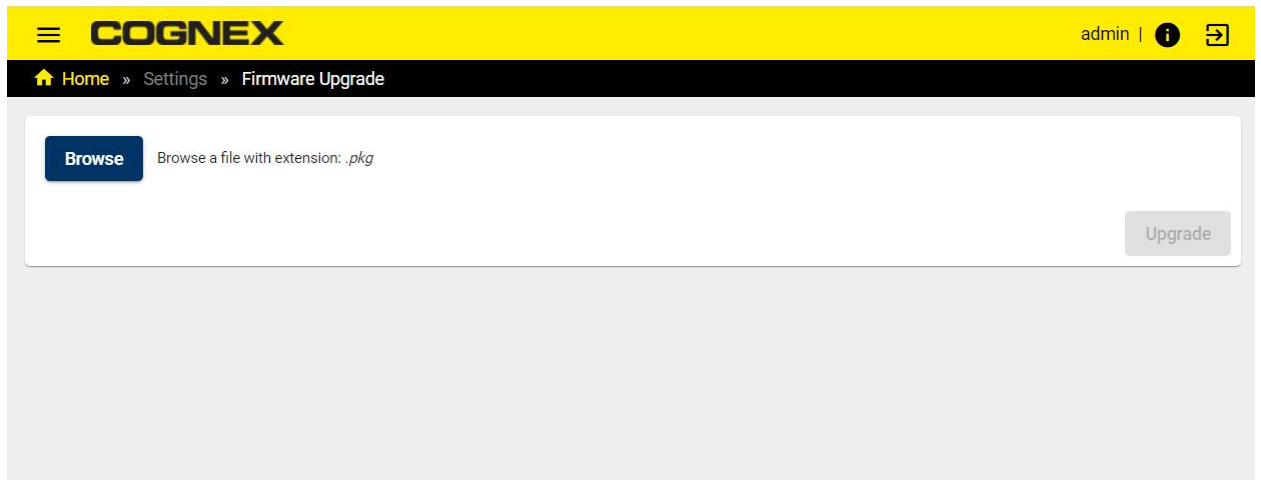 COGNEX
admin |
Home » Settings » Firmware Upgrade
Browse
Browse a file with extension: .pkg
Upgrade